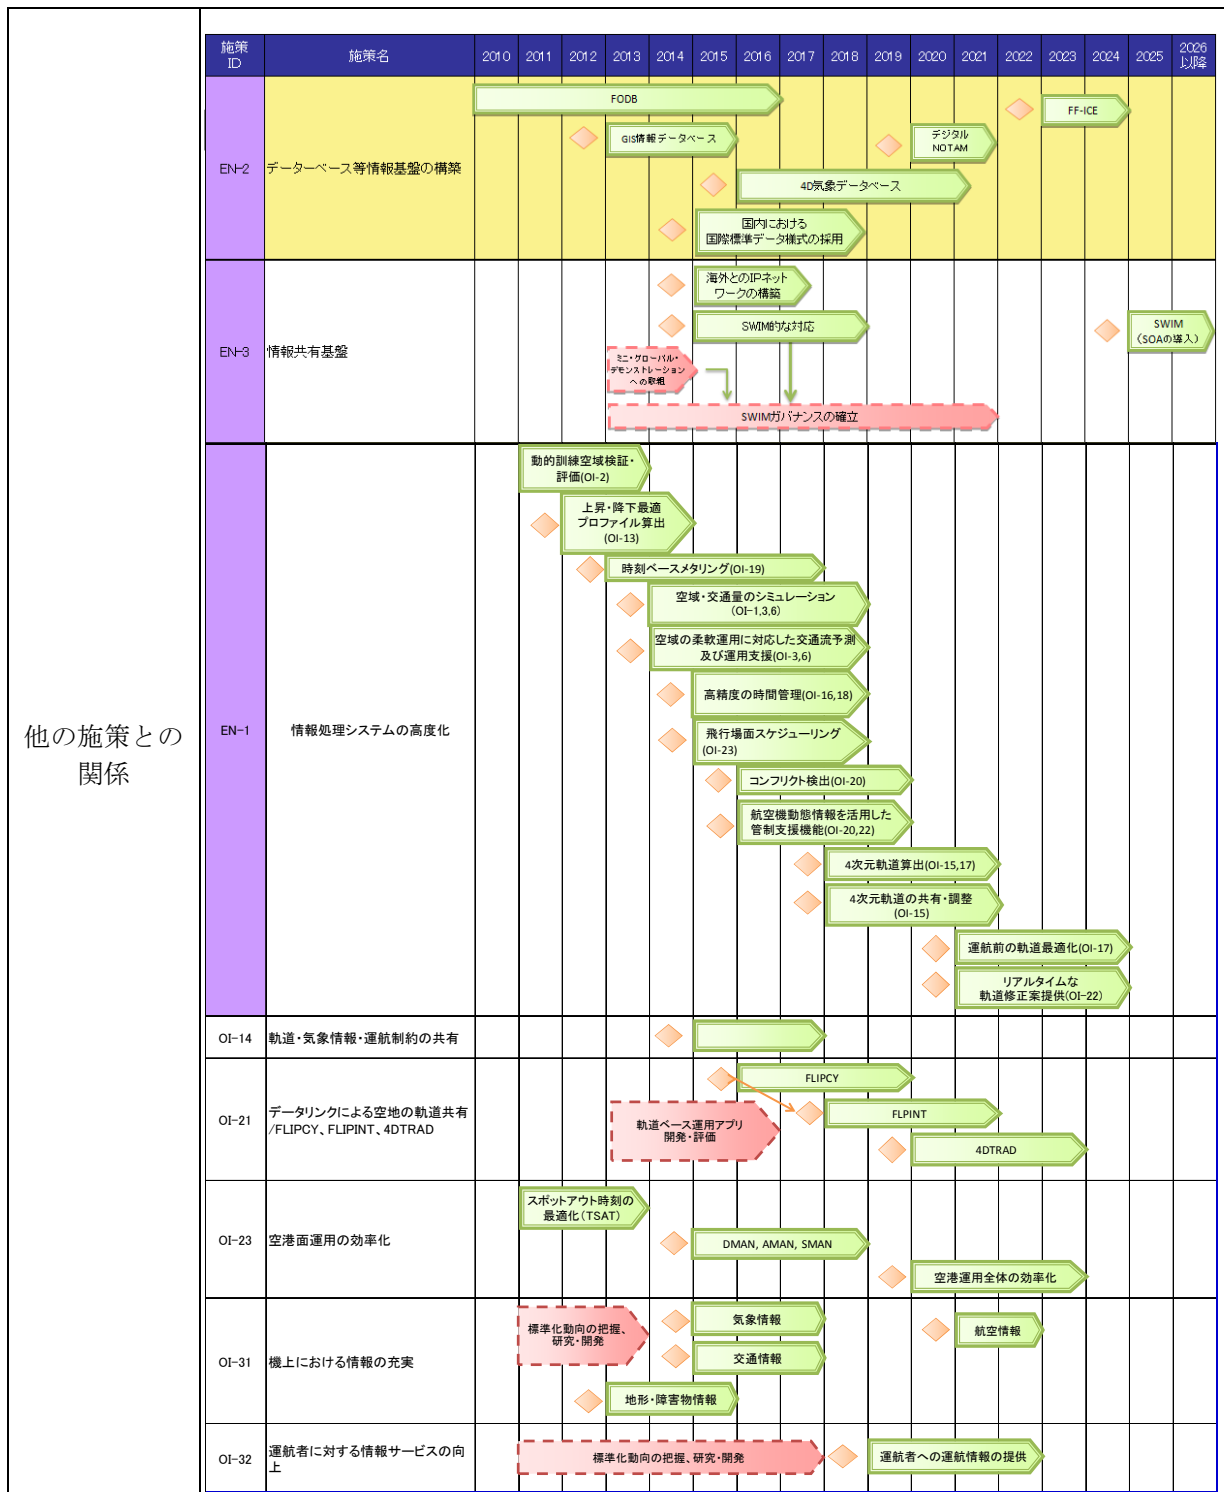 他の施策との
関係
施策
ID
施策名
2010
2011
2012
2013
2014
2015
2016
2017
2018
2019
2020
2021
2022
2023
2024
2025
2026
以降
EN-2
データーベース等情報基盤の構築
FODB
FF-ICE
GIS情報データベース
デジタル
NOTAM
4D気象データベース
国内における
国際標準データ様式の採用
EN-3
情報共有基盤
海外とのIPネット
ワークの構築
SWIM的な対応
SWIM
(SOAの導入)
ミニ・グローバル・
デモンストレーション
への取組
SWIMガバナンスの確立
EN-1
情報処理システムの高度化
動的訓練空域検証・
評価(OI-2)
上昇・降下最適
プロファイル算出
(OI-13)
時刻ベースメタリング(OI-19)
空域・交通量のシミュレーション
(OI-1,3,6)
空域の柔軟運用に対応した交通流予測
及び運用支援(OI-3,6)
高精度の時間管理(OI-16,18)
飛行場面スケジューリング
(OI-23)
コンフリクト検出(OI-20)
航空機動態情報を活用した
管制支援機能(OI-20,22)
4次元軌道算出(OI-15,17)
4次元軌道の共有・調整
(OI-15)
運航前の軌道最適化(OI-17)
リアルタイムな
軌道修正案提供(OI-22)
OI-14
軌道・気象情報・運航制約の共有
OI-21
データリンクによる空地の軌道共有
/FLIPCY、FLIPINT、4DTRAD
FLIPCY
軌道ベース運用アプリ
開発・評価
FLPINT
4DTRAD
OI-23
空港面運用の効率化
スポットアウト時刻の
最適化(TSAT)
DMAN, AMAN, SMAN
空港運用全体の効率化
OI-31
機上における情報の充実
標準化動向の把握、
研究・開発
気象情報
航空情報
交通情報
地形・障害物情報
OI-32
運航者に対する情報サービスの向
上
標準化動向の把握、研究・開発
運航者への運航情報の提供